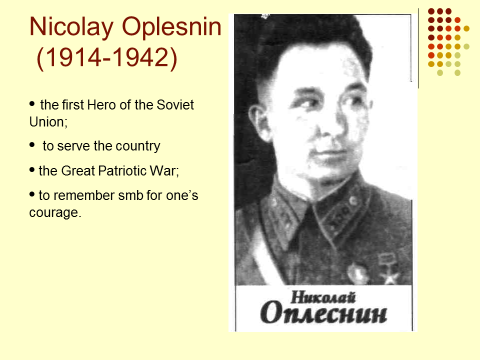 Nicolay Oplesnin
(1914-1942)
• the first Hero of the Soviet
Union;
• to serve the country
• the Great Patriotic War;
• to remember smb for one’s
courage.
Николай
Оплеснин